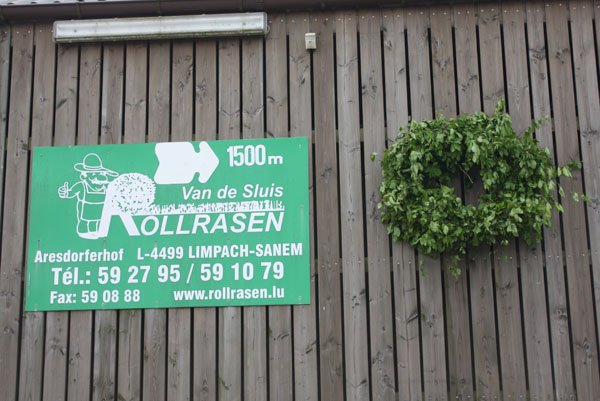 1500m
Van de Sluis
ROLLRASEN
Aresdorferhof L-4499 LIMPACH-SANEM
Tél.: 59 27 95 / 59 10 79
Fax: 59 08 88 www.rollrasen.lu